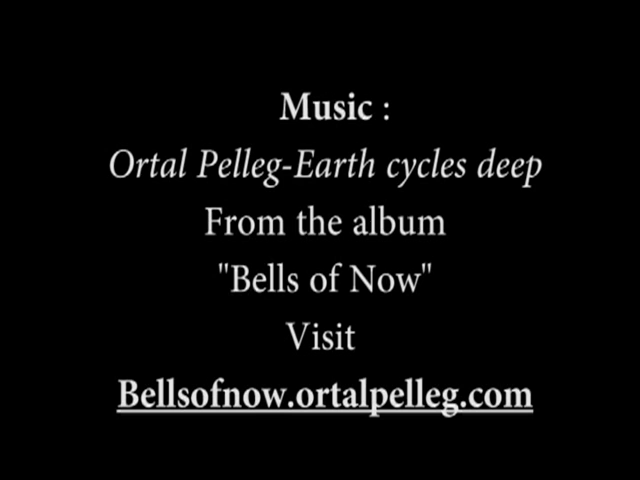 Music :
Ortal Pelleg-Earth cycles deep
From the album
"Bells of Now"
Visit
Bellsofnow.ortalpelleg.com